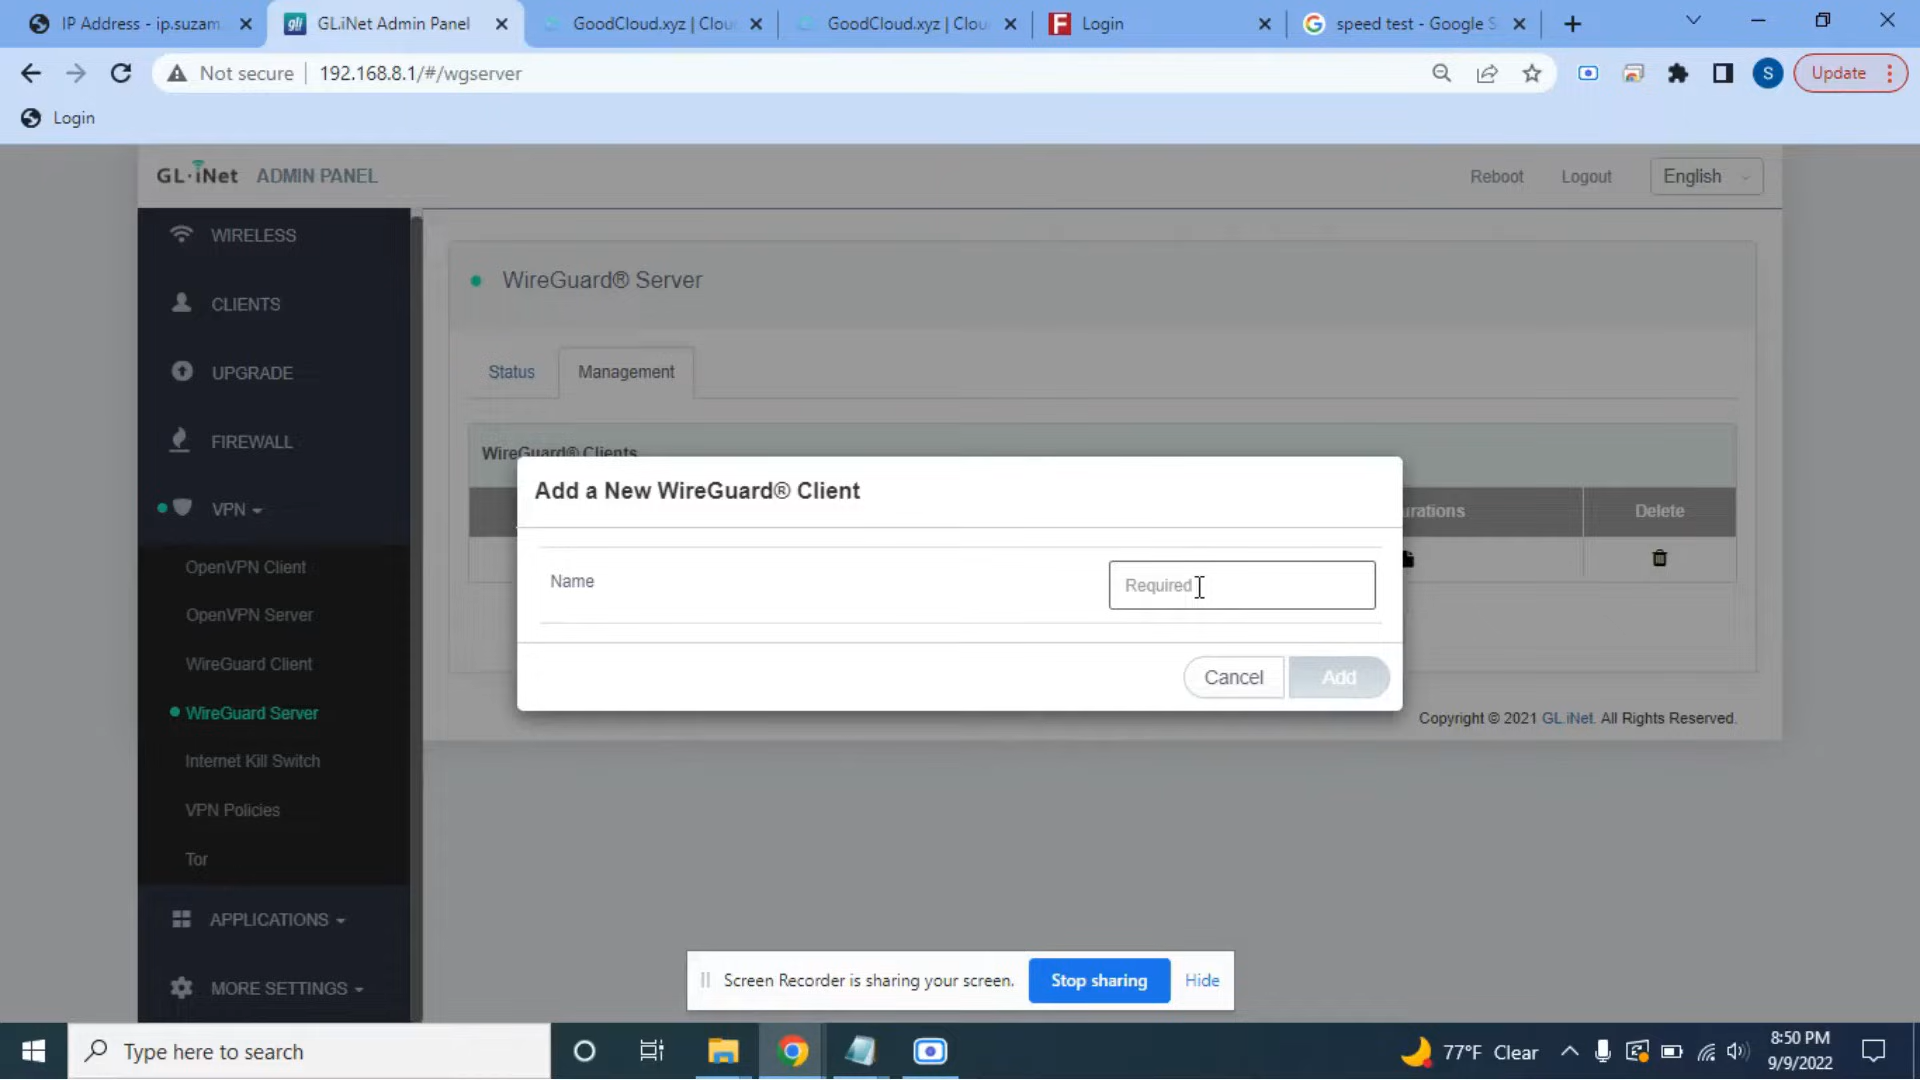 IP Address - ip.suzam
GL.iNet Admin Panel
GoodCloud.xyz | Clou
GoodCloud.xyz | Clou
Login
speed test - Google S
Not secure
192.168.8.1/#/wgserver
S
Update
Login
GL·iNet ADMIN PANEL
Reboot
Logout
English
WIRELESS
CLIENTS
UPGRADE
FIREWALL
VPN
OpenVPN Client
OpenVPN Server
WireGuard Client
WireGuard Server
Internet Kill Switch
VPN Policies
Tor
APPLICATIONS
MORE SETTINGS
WireGuard® Server
Status
Management
WireGuard® Clients
urations
Delete
Add a New WireGuard® Client
Name
Required
Cancel
Add
Copyright © 2021 GL.iNet. All Rights Reserved.
Screen Recorder is sharing your screen.
Stop sharing
Hide
Type here to search
77°F Clear
8:50 PM
9/9/2022